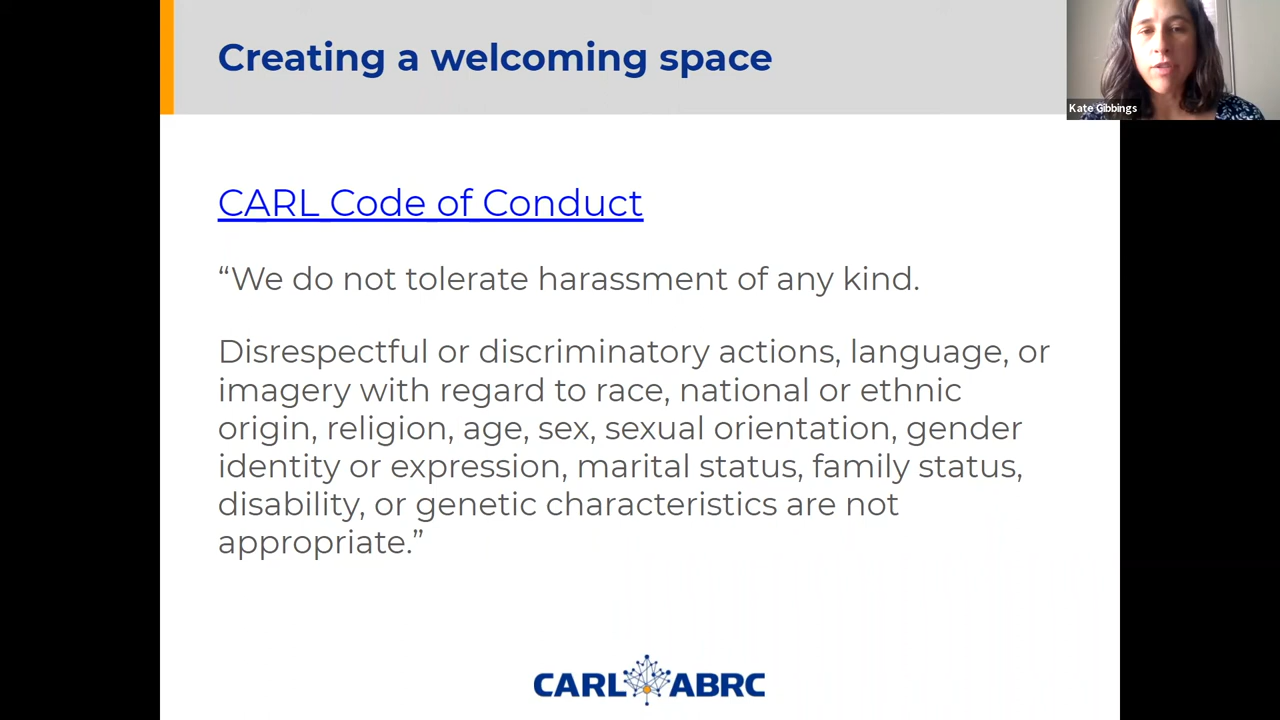 Creating a welcoming space
Kate Gibbings
CARL Code of Conduct
“We do not tolerate harassment of any kind.
Disrespectful or discriminatory actions, language, or
imagery with regard to race, national or ethnic
origin, religion, age, sex, sexual orientation, gender
identity or expression, marital status, family status,
disability, or genetic characteristics are not
appropriate.”
CARL ABRC